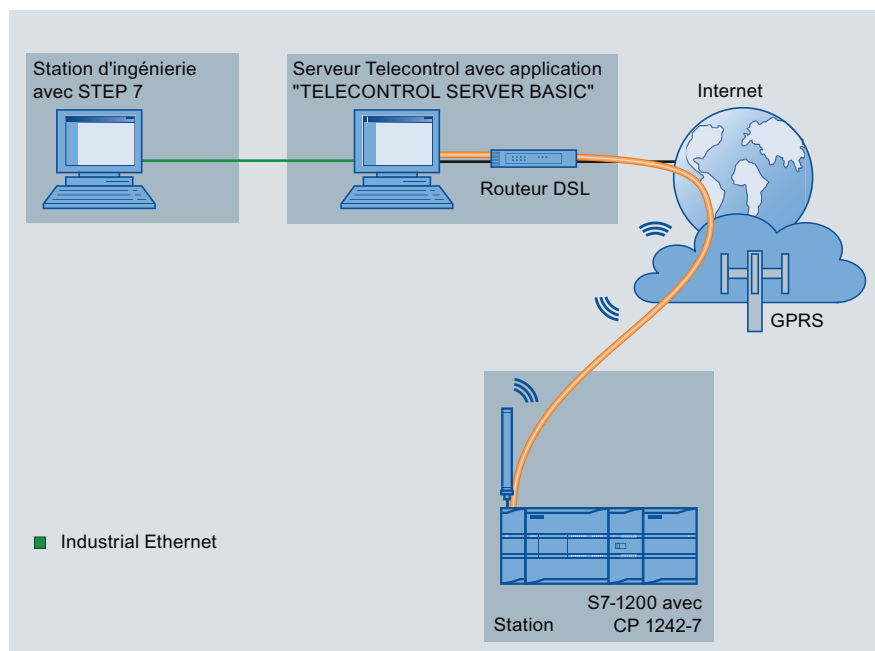 Station d'ingénierie
avec STEP 7
Serveur Telecontrol avec application
"TELECONTROL SERVER BASIC"
Internet
Routeur DSL
GPRS
Industrial Ethernet
S7-1200 avec
CP 1242-7
Station